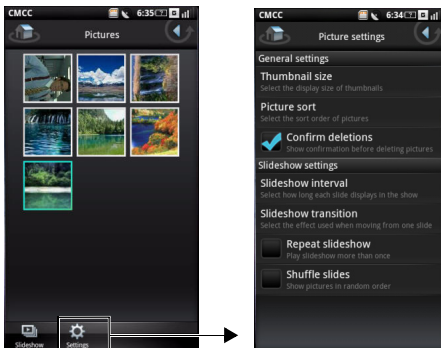 CMCC
6:35
Pictures
Slideshow
Settings
CMCC
6:34
Picture settings
General settings
Thumbnail size
Select the display size of thumbnails
Picture sort
Select the sort order of pictures
Confirm deletions
Show confirmation before deleting pictures
Slideshow settings
Slideshow interval
Select how long each slide displays in the show
Slideshow transition
Select the effect used when moving from one slide
Repeat slideshow
Play slideshow more than once
Shuffle slides
Show pictures in random order